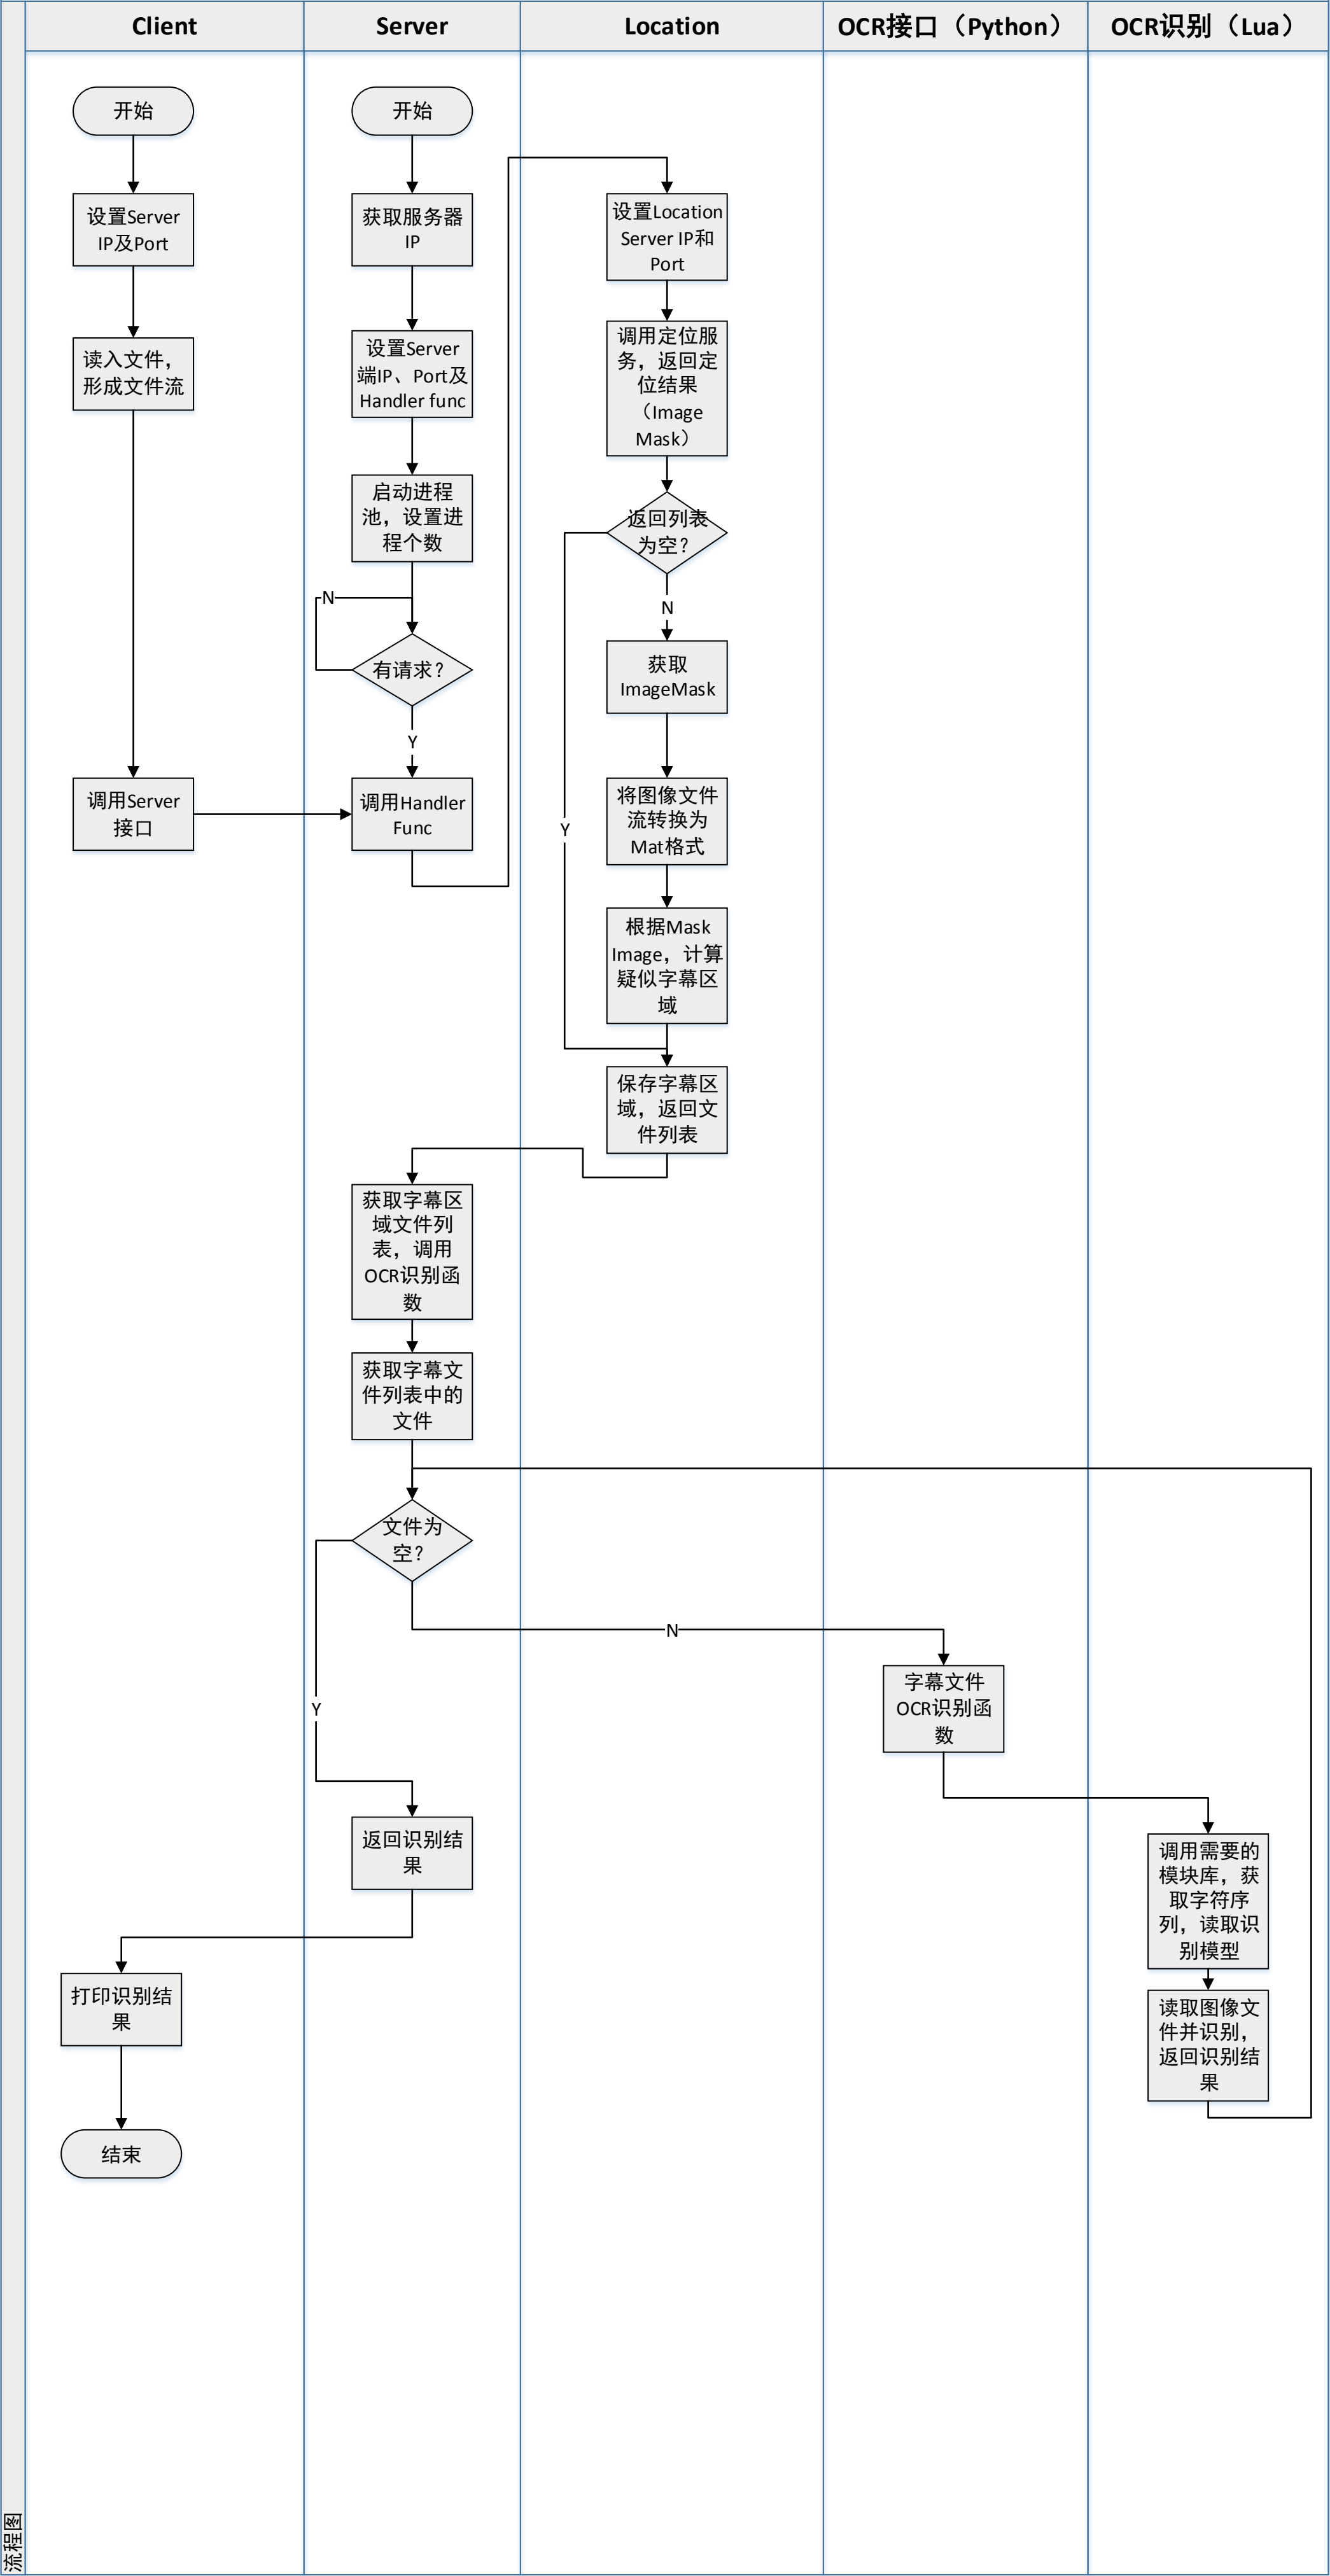 Client
Server
Location
OCR接口（Python）
OCR识别（Lua）
开始
设置Server
IP及Port
读入文件，
形成文件流
调用Server
接口
开始
获取服务器
IP
设置Server
端IP、Port及
Handler func
启动进程
池，设置进
程个数
N
有请求？
Y
调用Handler
Func
设置Location
Server IP和
Port
调用定位服
务，返回定
位结果
（Image
Mask）
返回列表
为空？
N
获取
ImageMask
将图像文件
流转换为
Mat格式
Y
根据Mask
Image，计算
疑似字幕区
域
保存字幕区
域，返回文
件列表
获取字幕区
域文件列
表，调用
OCR识别函
数
获取字幕文
件列表中的
文件
文件为
空？
N
字幕文件
OCR识别函
数
Y
调用需要的
模块库，获
取字符序
列，读取识
别模型
读取图像文
件并识别，
返回识别结
果
返回识别结
果
打印识别结
果
结束
流程图